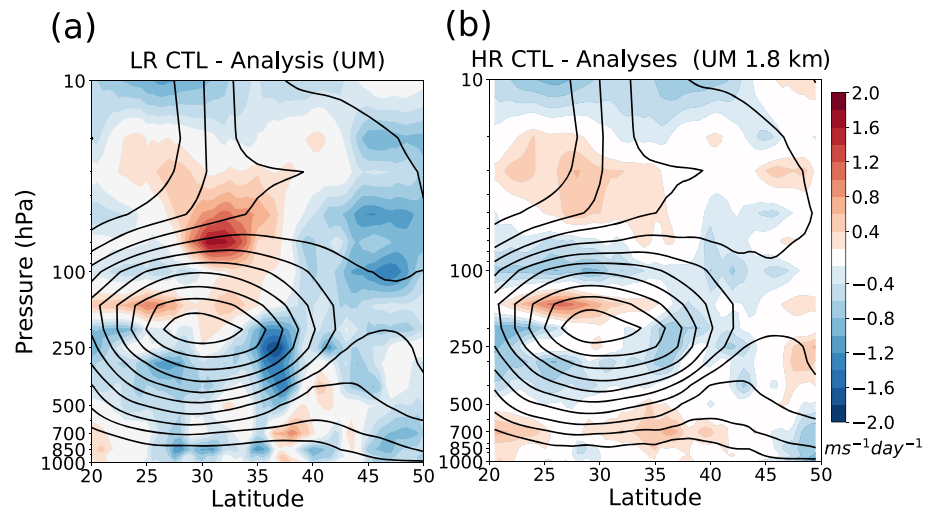 (a)
LR CTL - Analysis (UM)
10
100
250
500
700
850
1000
Pressure (hPa)
20 25 30 35 40 45 50
Latitude
(b)
HR CTL - Analyses (UM 1.8 km)
10
100
250
500
700
850
1000
20 25 30 35 40 45 50
Latitude
2.0
1.6
1.2
0.8
0.4
−0.4
−0.8
−1.2
−1.6
−2.0
ms⁻¹day⁻¹